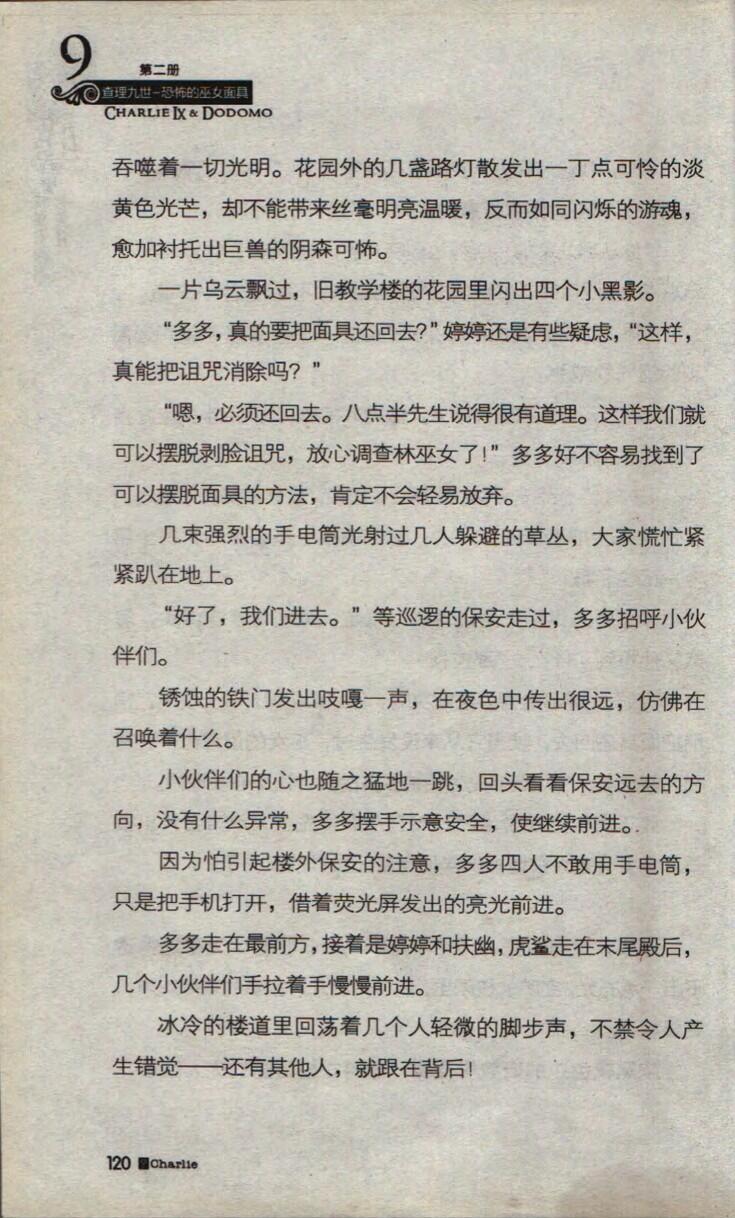 9
第二册
查理九世-恐怖的巫女面具
CHARLIE IX & DODOMO
吞噬着一切光明。花园外的几盏路灯散发出一丁点可怜的淡
黄色光芒，却不能带来丝毫明亮温暖，反而如同闪烁的游魂，
愈加衬托出巨兽的阴森可怖。
一片乌云飘过，旧教学楼的花园里闪出四个小黑影。
“多多，真的要把面具还回去？”婷婷还是有些疑虑，“这样，
真能把诅咒消除吗？”
“嗯，必须还回去。八点半先生说得很有道理。这样我们就
可以摆脱剥脸诅咒，放心调查林巫女了！”多多好不容易找到了
可以摆脱面具的方法，肯定不会轻易放弃。
几束强烈的手电筒光射过几人躲避的草丛，大家慌忙紧
紧趴在地上。
“好了，我们进去。”等巡逻的保安走过，多多招呼小伙
伴们。
锈蚀的铁门发出吱嘎一声，在夜色中传出很远，仿佛在
召唤着什么。
小伙伴们的心也随之猛地一跳，回头看看保安远去的方
向，没有什么异常，多多摆手示意安全，使继续前进。
因为怕引起楼外保安的注意，多多四人不敢用手电筒，
只是把手机打开，借着荧光屏发出的亮光前进。
多多走在最前方，接着是婷婷和扶幽，虎鲨走在末尾殿后，
几个小伙伴们手拉着手慢慢前进。
冰冷的楼道里回荡着几个人轻微的脚步声，不禁令人产
生错觉——还有其他人，就跟在背后！
120 Charlie